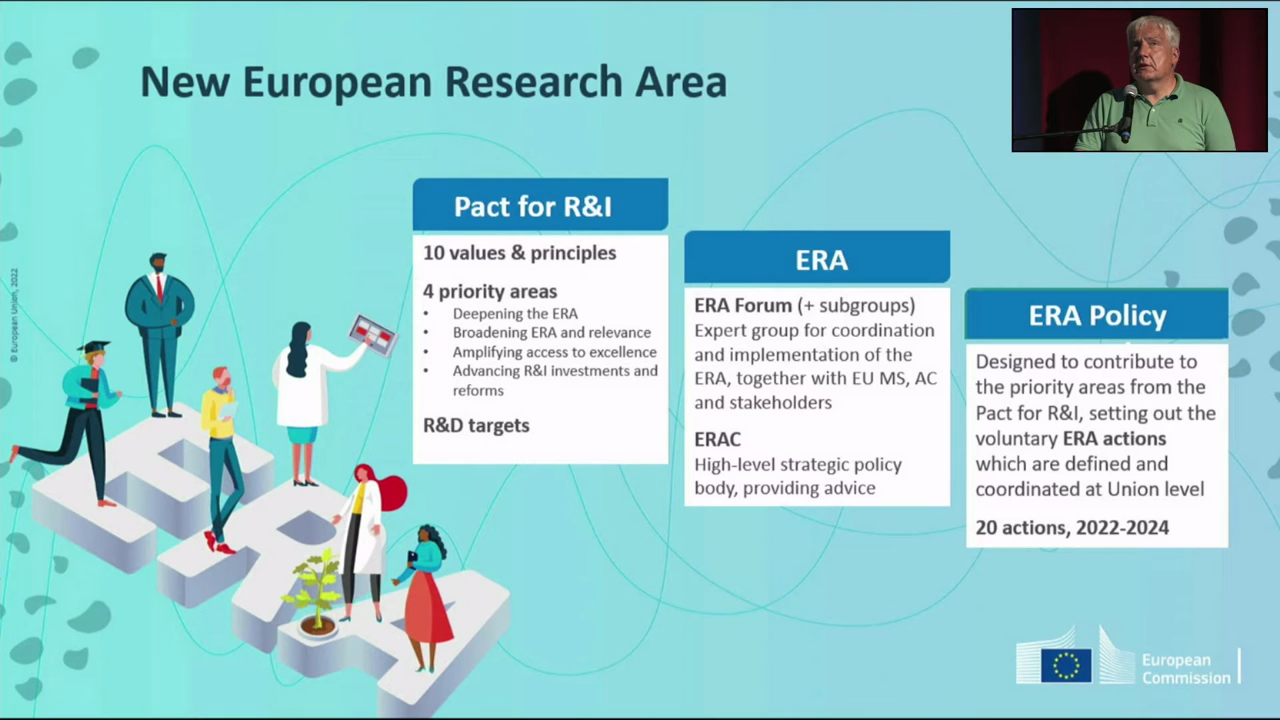 New European Research Area
© European Union, 2022
Pact for R&I
10 values & principles
4 priority areas
• Deepening the ERA
• Broadening ERA and relevance
• Amplifying access to excellence
• Advancing R&I investments and
reforms
R&D targets
ERA
ERA Forum (+ subgroups)
Expert group for coordination
and implementation of the
ERA, together with EU MS, AC
and stakeholders
ERAC
High-level strategic policy
body, providing advice
ERA Policy
Designed to contribute to
the priority areas from the
Pact for R&I, setting out the
voluntary ERA actions
which are defined and
coordinated at Union level
20 actions, 2022-2024
European
Commission